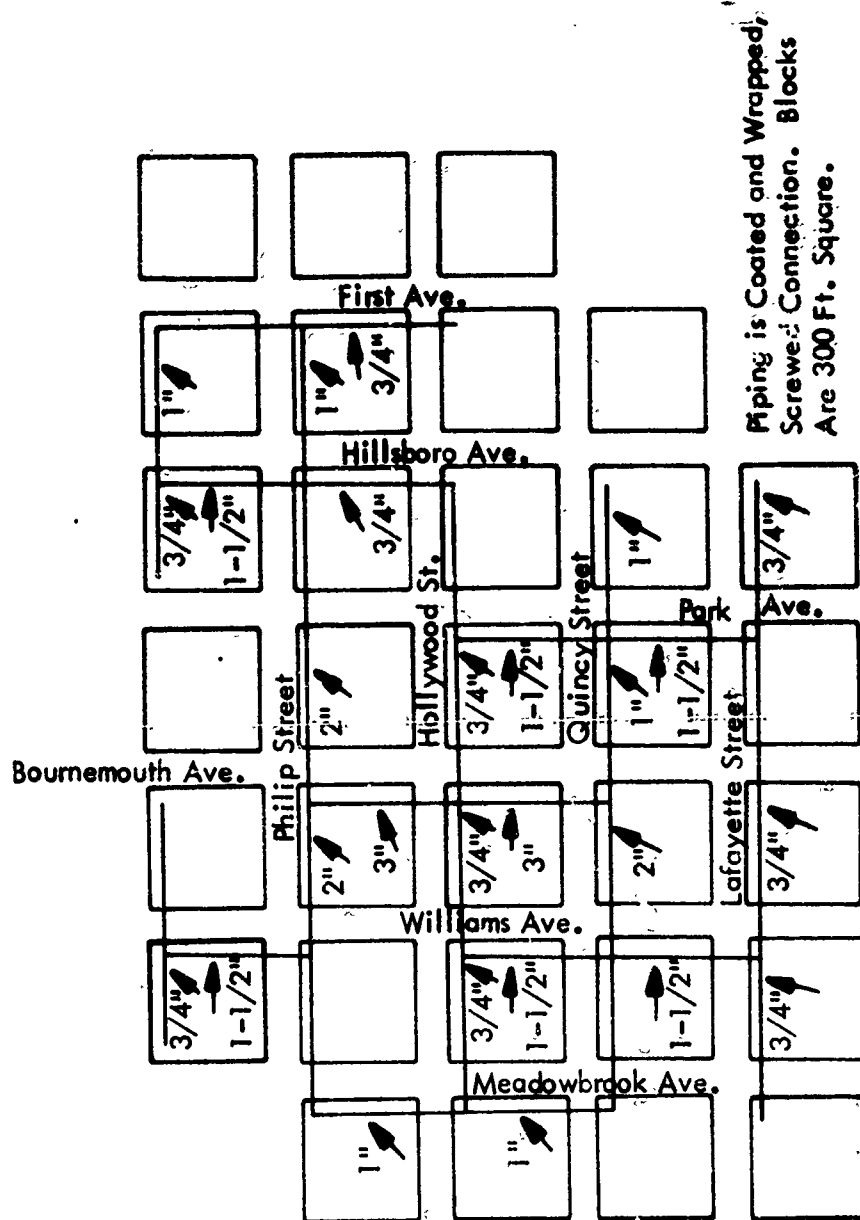 Piping is Coated and Wrapped,
Screwed Connection. Blocks
Are 300 Ft. Square.
First Ave.
1"
1"
3/4"
Hillsboro Ave.
3/4"
1-1/2"
3/4"
1"
3/4"
Hollywood St.
Quincy Street
Park Ave.
Philip Street
2"
3/4"
1-1/2"
1"
1-1/2"
Lafayette Street
Bournemouth Ave.
2"
3"
3/4"
3"
2"
3/4"
Williams Ave.
3/4"
1-1/2"
3/4"
1-1/2"
1-1/2"
3/4"
Meadowbrook Ave.
1"
1"